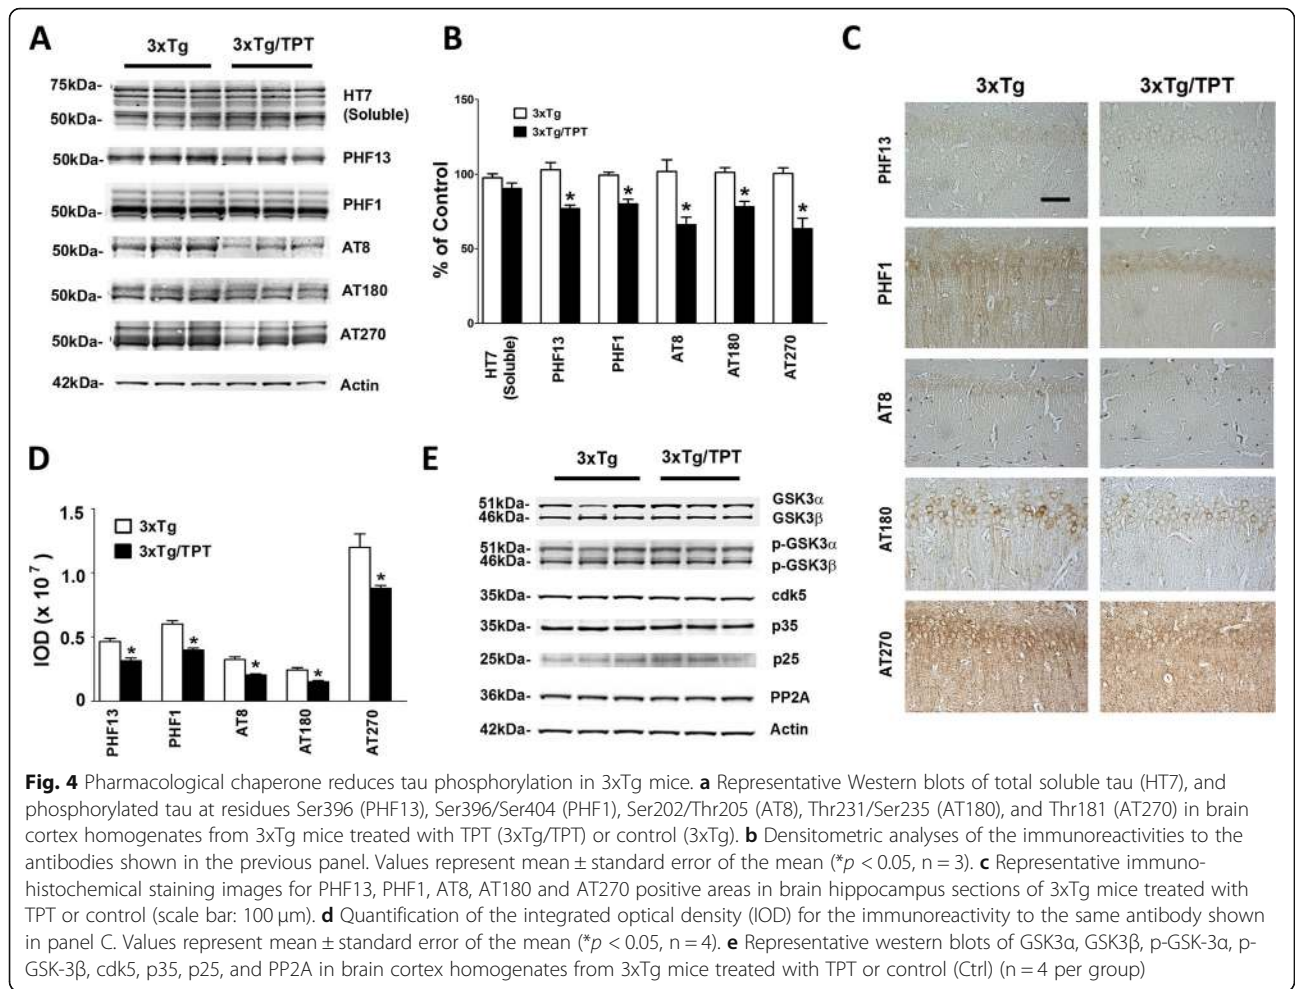 A
3xTg 3xTg/TPT
75kDa-
HT7
(Soluble)
50kDa-
50kDa- PHF13
50kDa- PHF1
50kDa- AT8
50kDa- AT180
50kDa- AT270
42kDa- Actin
B
% of Control
150
100
50
0
3xTg
3xTg/TPT
* * * * *
HT7
(Soluble)
PHF13
PHF1
AT8
AT180
AT270
C
3xTg 3xTg/TPT
PHF13
PHF1
AT8
AT180
AT270
D
IOD (x 10⁷)
1.5
1.0
0.5
0
3xTg
3xTg/TPT
* * * * *
PHF13
PHF1
AT8
AT180
AT270
E
3xTg 3xTg/TPT
51kDa- GSK3α
46kDa- GSK3β
51kDa- p-GSK3α
46kDa- p-GSK3β
35kDa- cdk5
35kDa- p35
25kDa- p25
36kDa- PP2A
42kDa- Actin
Fig. 4 Pharmacological chaperone reduces tau phosphorylation in 3xTg mice. a Representative Western blots of total soluble tau (HT7), and
phosphorylated tau at residues Ser396 (PHF13), Ser396/Ser404 (PHF1), Ser202/Thr205 (AT8), Thr231/Ser235 (AT180), and Thr181 (AT270) in brain
cortex homogenates from 3xTg mice treated with TPT (3xTg/TPT) or control (3xTg). b Densitometric analyses of the immunoreactivities to the
antibodies shown in the previous panel. Values represent mean ± standard error of the mean (*p < 0.05, n = 3). c Representative immuno-
histochemical staining images for PHF13, PHF1, AT8, AT180 and AT270 positive areas in brain hippocampus sections of 3xTg mice treated with
TPT or control (scale bar: 100 μm). d Quantification of the integrated optical density (IOD) for the immunoreactivity to the same antibody shown
in panel C. Values represent mean ± standard error of the mean (*p < 0.05, n = 4). e Representative western blots of GSK3α, GSK3β, p-GSK-3α, p-
GSK-3β, cdk5, p35, p25, and PP2A in brain cortex homogenates from 3xTg mice treated with TPT or control (Ctrl) (n = 4 per group)